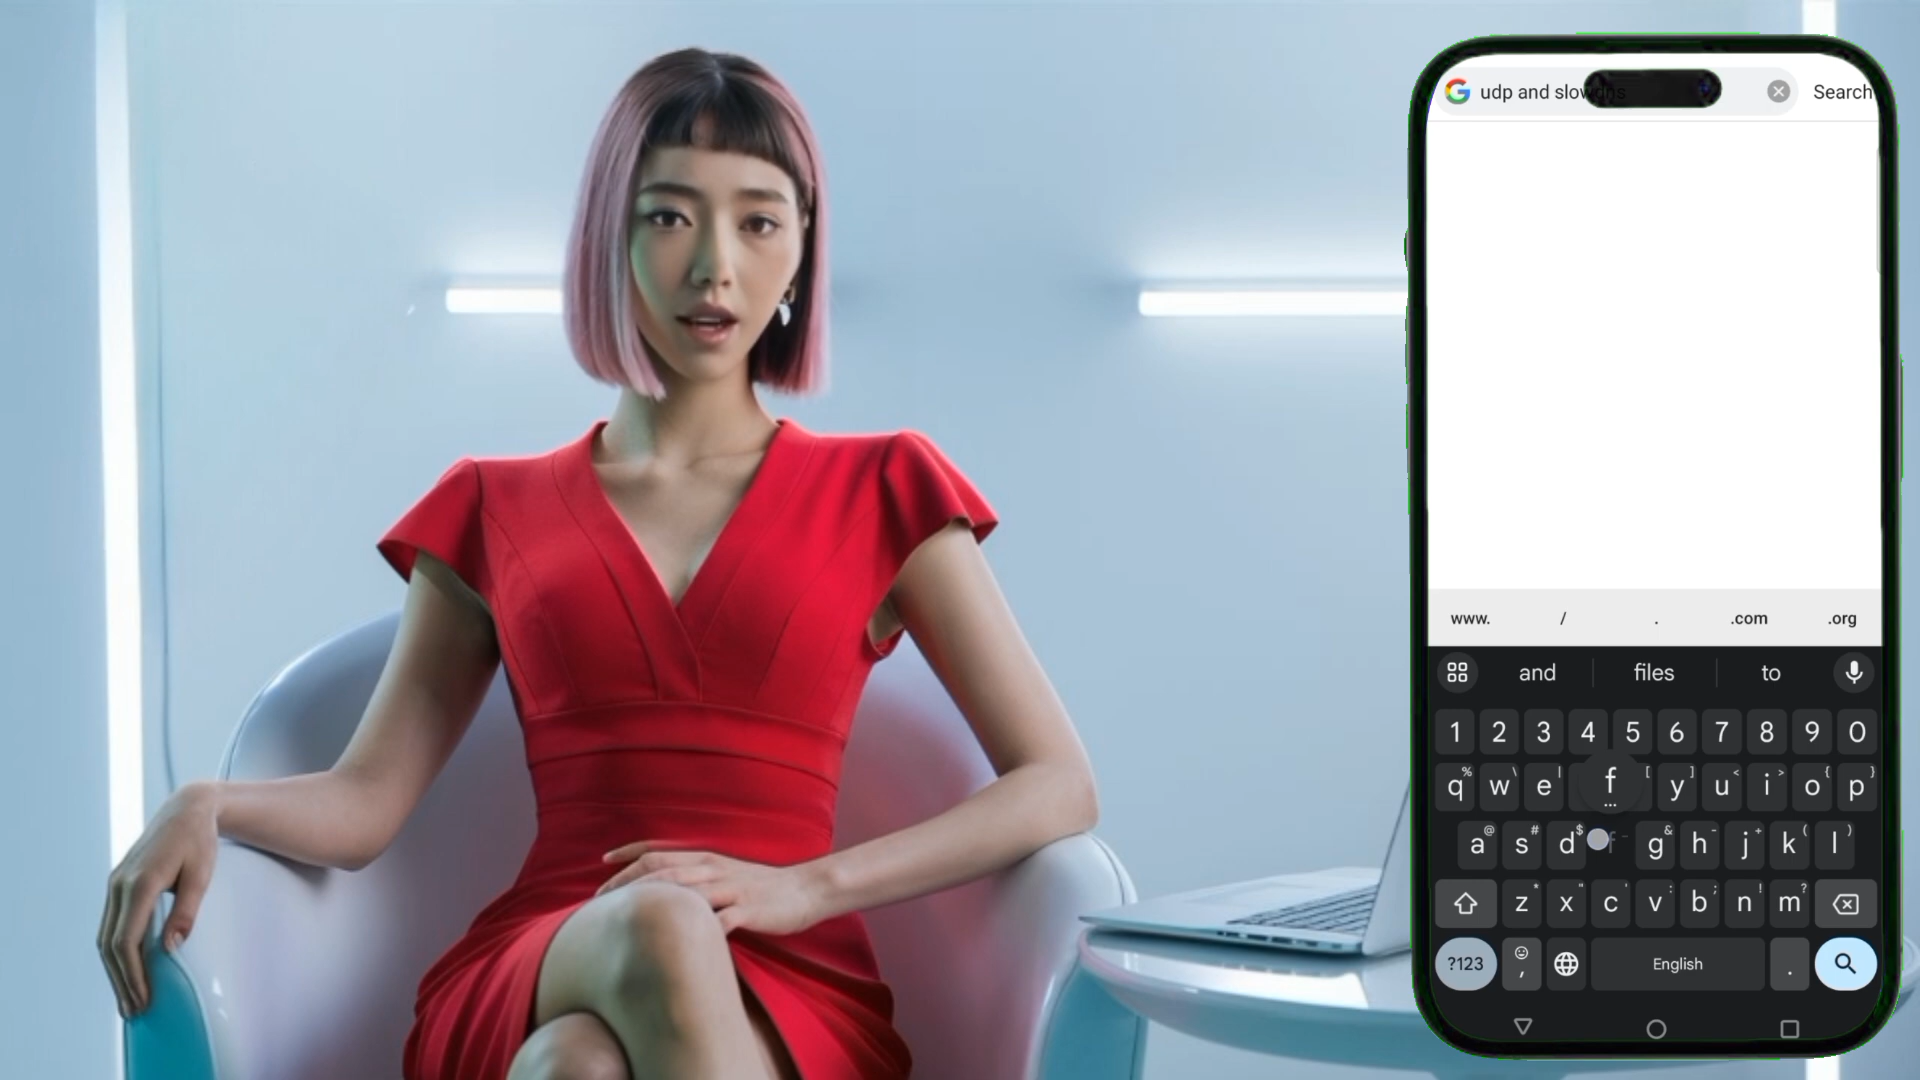 udp and slowdns
Search
www. / . .com .org
and files to
1 2 3 4 5 6 7 8 9 0
q % w \ e | f ... [ y ] u < i > o { p }
a @ s # d $ f - g & h - j + k ( l )
z * x " c ' v : b ; n ! m ?
?123 , English .